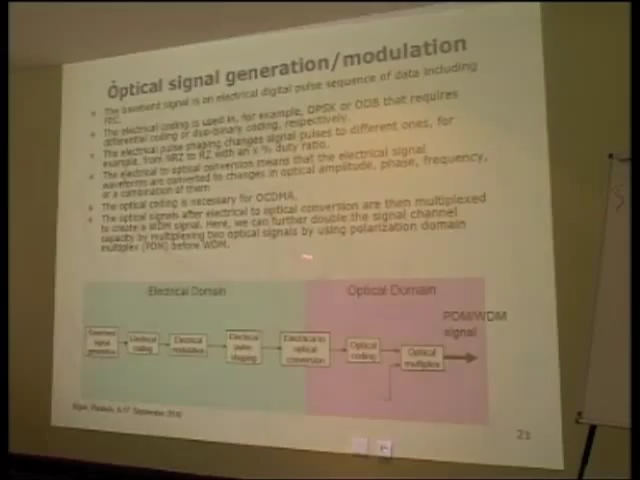 Optical signal generation/modulation
The baseband signal is an electrical digital pulse sequence of data including
FEC.
The electrical coding is used in, for example, DPSK or ODB that requires
differential coding or duo-binary coding, respectively.
The electrical pulse shaping changes signal pulses to different ones, for
example, from NRZ to RZ with an x % duty ratio.
The electrical to optical conversion means that the electrical signal
waveforms are converted to changes in optical amplitude, phase, frequency,
or a combination of them
The optical coding is necessary for OCDMA.
The optical signals after electrical to optical conversion are then multiplexed
to create a WDM signal. Here, we can further double the signal channel
capacity by multiplexing two optical signals by using polarization domain
multiplex (PDM) before WDM.
Electrical Domain
Optical Domain
PDM/WDM
signal
Baseband
signal
generation
Electrical
coding
Electrical
modulation
Electrical
pulse
shaping
Electrical to
optical
conversion
Optical
coding
Optical
multiplex
September 2010
21